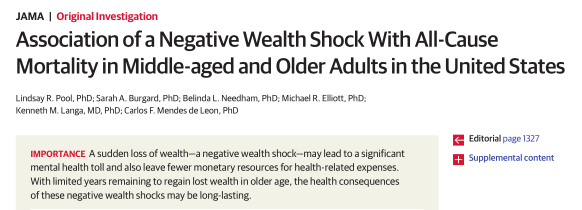 JAMA | Original Investigation
Association of a Negative Wealth Shock With All-Cause
Mortality in Middle-aged and Older Adults in the United States
Lindsay R. Pool, PhD; Sarah A. Burgard, PhD; Belinda L. Needham, PhD; Michael R. Elliott, PhD;
Kenneth M. Langa, MD, PhD; Carlos F. Mendes de Leon, PhD
IMPORTANCE A sudden loss of wealth—a negative wealth shock—may lead to a significant
mental health toll and also leave fewer monetary resources for health-related expenses.
With limited years remaining to regain lost wealth in older age, the health consequences
of these negative wealth shocks may be long-lasting.
Editorial page 1327
Supplemental content